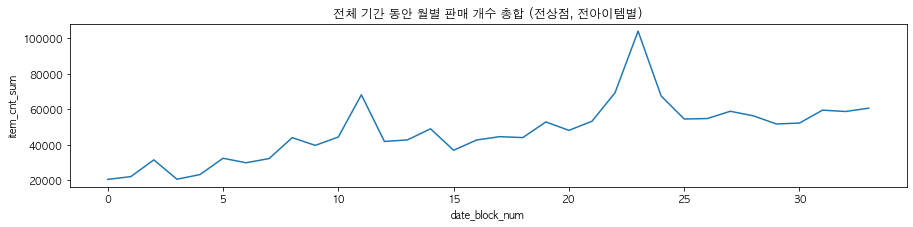 전체 기간 동안 월별 판매 개수 총합 (전상점, 전아이템별)
item_cnt_sum
100000
80000
60000
40000
20000
0 5 10 15 20 25 30
date_block_num